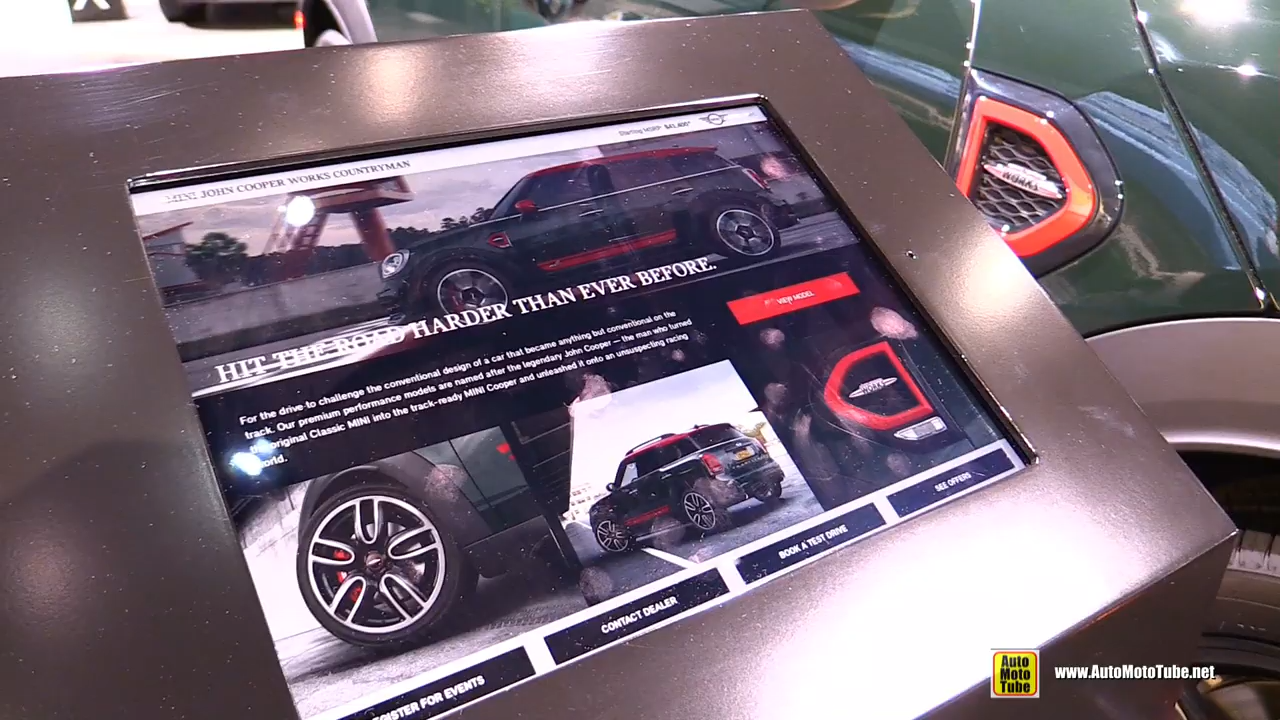 MINI JOHN COOPER WORKS COUNTRYMAN
Starting MSRP $41,400*
HIT THE ROAD HARDER THAN EVER BEFORE.
VIEW MODEL
For the drive to challenge the conventional design of a car that became anything but conventional on the
track. Our premium performance models are named after the legendary John Cooper — the man who turned
the original Classic MINI into the track-ready MINI Cooper and unleashed it onto an unsuspecting racing
world.
WORKS
REGISTER FOR EVENTS
CONTACT DEALER
BOOK A TEST DRIVE
SEE OFFERS
WORKS
Auto
Moto
Tube
www.AutoMotoTube.net